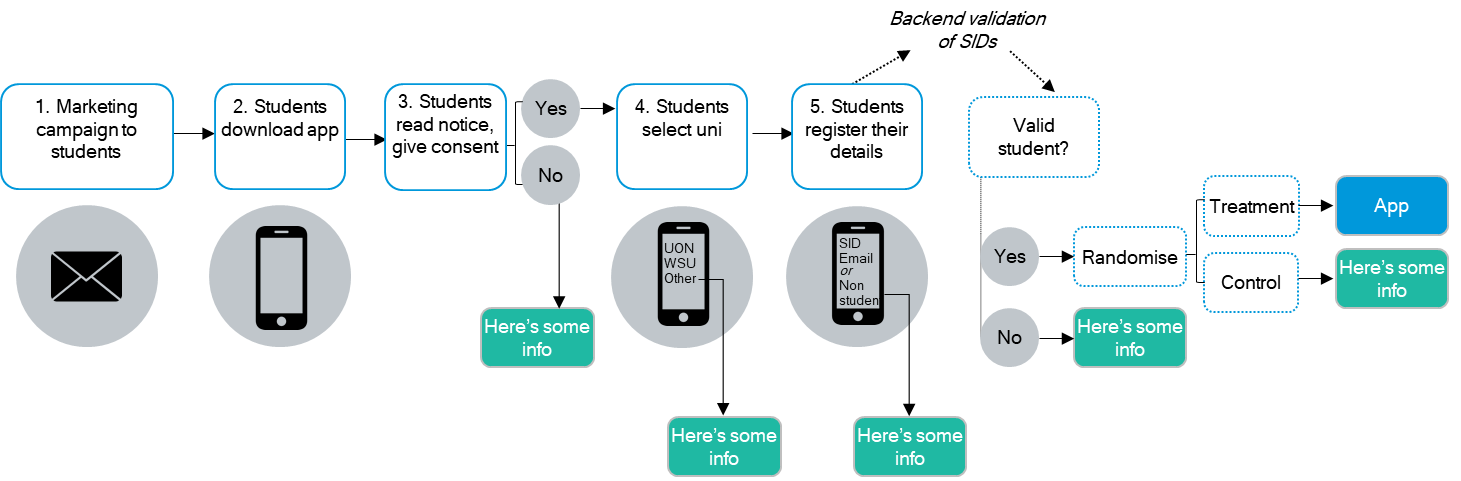 Backend validation
of SIDs
1. Marketing
campaign to
students
2. Students
download app
3. Students
read notice,
give consent
Yes
No
4. Students
select uni
5. Students
register their
details
Valid
student?
UON
WSU
Other
SID
Email
or
Non
studen
Yes
No
Randomise
Treatment
Control
App
Here's some
info
Here's some
info
Here's some
info
Here's some
info
Here's some
info